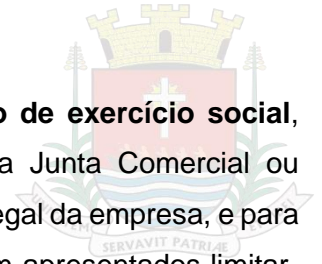 o de exercício social,
a Junta Comercial ou
egal da empresa, e para
m apresentados limitar-
SERVAVIT PATRIAE